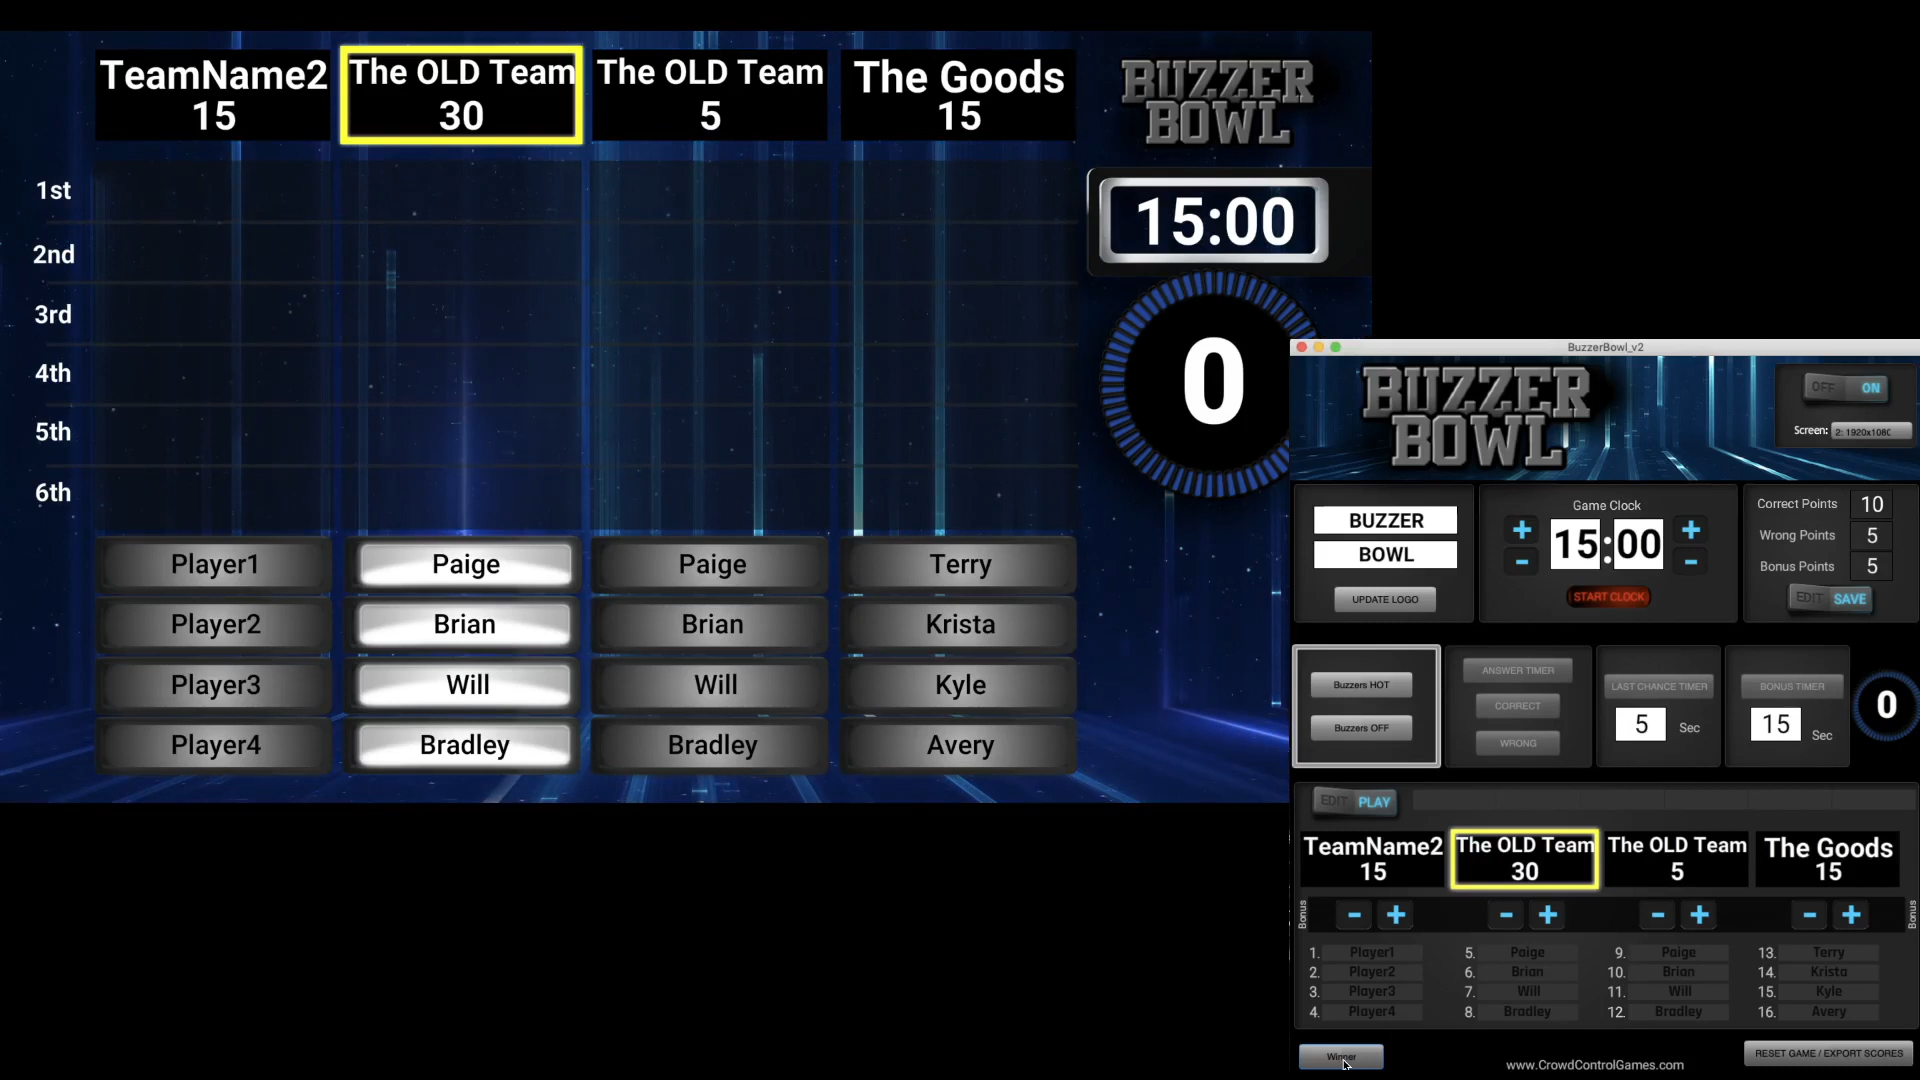 TeamName2
15
The OLD Team
30
The OLD Team
5
The Goods
15
BUZZER
BOWL
15:00
0
1st
2nd
3rd
4th
5th
6th
Player1 Paige Paige Terry
Player2 Brian Brian Krista
Player3 Will Will Kyle
Player4 Bradley Bradley Avery
BuzzerBowl_v2
BUZZER
BOWL
OFF ON
Screen: 2: 1920x1080
BUZZER
BOWL
UPDATE LOGO
Game Clock
+ 15:00 +
- -
START CLOCK
Correct Points 10
Wrong Points 5
Bonus Points 5
EDIT SAVE
Buzzers HOT
Buzzers OFF
ANSWER TIMER
CORRECT
WRONG
LAST CHANCE TIMER
5 Sec
BONUS TIMER
15 Sec
0
EDIT PLAY
TeamName2
15
The OLD Team
30
The OLD Team
5
The Goods
15
Bonus - + - + - + - + Bonus
1. Player1 5. Paige 9. Paige 13. Terry
2. Player2 6. Brian 10. Brian 14. Krista
3. Player3 7. Will 11. Will 15. Kyle
4. Player4 8. Bradley 12. Bradley 16. Avery
Winner
www.CrowdControlGames.com
RESET GAME / EXPORT SCORES